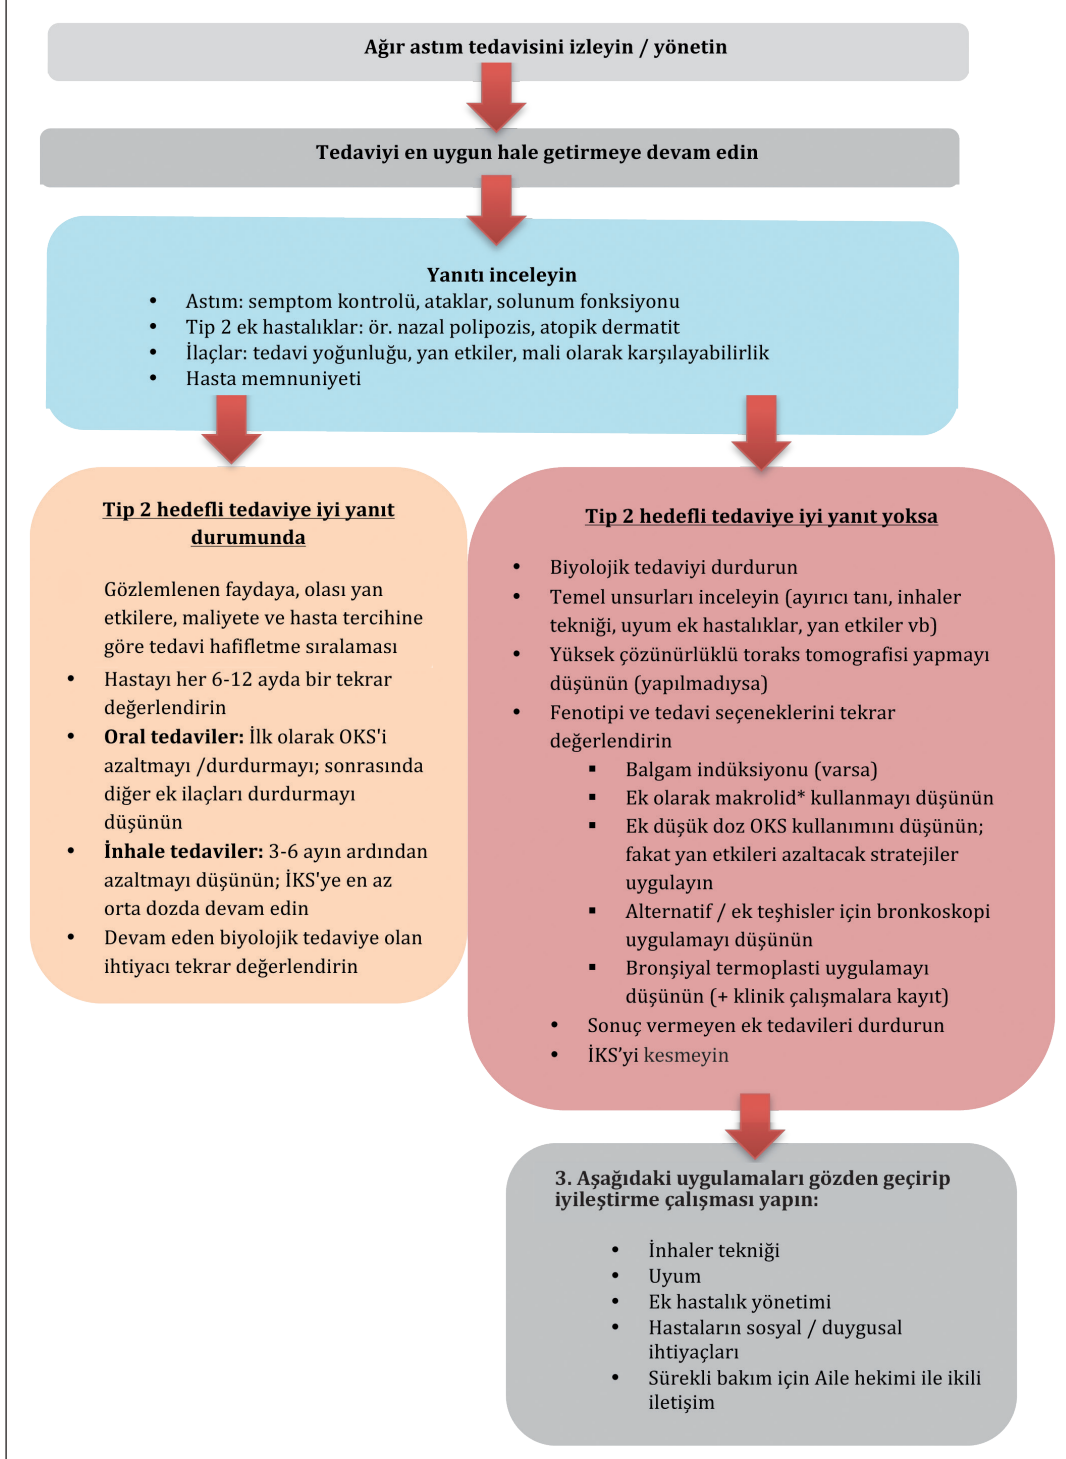 Ağır astım tedavisini izleyin / yönetin
Tedaviyi en uygun hale getirmeye devam edin
Yanıtı inceleyin
• Astım: semptom kontrolü, ataklar, solunum fonksiyonu
• Tip 2 ek hastalıklar: ör. nazal polipozis, atopik dermatit
• İlaçlar: tedavi yoğunluğu, yan etkiler, mali olarak karşılayabilirlik
• Hasta memnuniyeti
Tip 2 hedefli tedaviye iyi yanıt
durumunda
Gözlemlenen faydaya, olası yan
etkilere, maliyete ve hasta tercihine
göre tedavi hafifletme sıralaması
• Hastayı her 6-12 ayda bir tekrar
değerlendirin
• Oral tedaviler: İlk olarak OKS'i
azaltmayı /durdurmayı; sonrasında
diğer ek ilaçları durdurmayı
düşünün
• İnhale tedaviler: 3-6 ayın ardından
azaltmayı düşünün; İKS'ye en az
orta dozda devam edin
• Devam eden biyolojik tedaviye olan
ihtiyacı tekrar değerlendirin
Tip 2 hedefli tedaviye iyi yanıt yoksa
• Biyolojik tedaviyi durdurun
• Temel unsurları inceleyin (ayırıcı tanı, inhaler
tekniği, uyum ek hastalıklar, yan etkiler vb)
• Yüksek çözünürlüklü toraks tomografisi yapmayı
düşünün (yapılmadıysa)
• Fenotipi ve tedavi seçeneklerini tekrar
değerlendirin
▪ Balgam indüksiyonu (varsa)
▪ Ek olarak makrolid* kullanmayı düşünün
▪ Ek düşük doz OKS kullanımını düşünün;
fakat yan etkileri azaltacak stratejiler
uygulayın
▪ Alternatif / ek teşhisler için bronkoskopi
uygulamayı düşünün
▪ Bronşiyal termoplasti uygulamayı
düşünün (+ klinik çalışmalara kayıt)
• Sonuç vermeyen ek tedavileri durdurun
• İKS’yi kesmeyin
3. Aşağıdaki uygulamaları gözden geçirip
iyileştirme çalışması yapın:
• İnhaler tekniği
• Uyum
• Ek hastalık yönetimi
• Hastaların sosyal / duygusal
ihtiyaçları
• Sürekli bakım için Aile hekimi ile ikili
iletişim